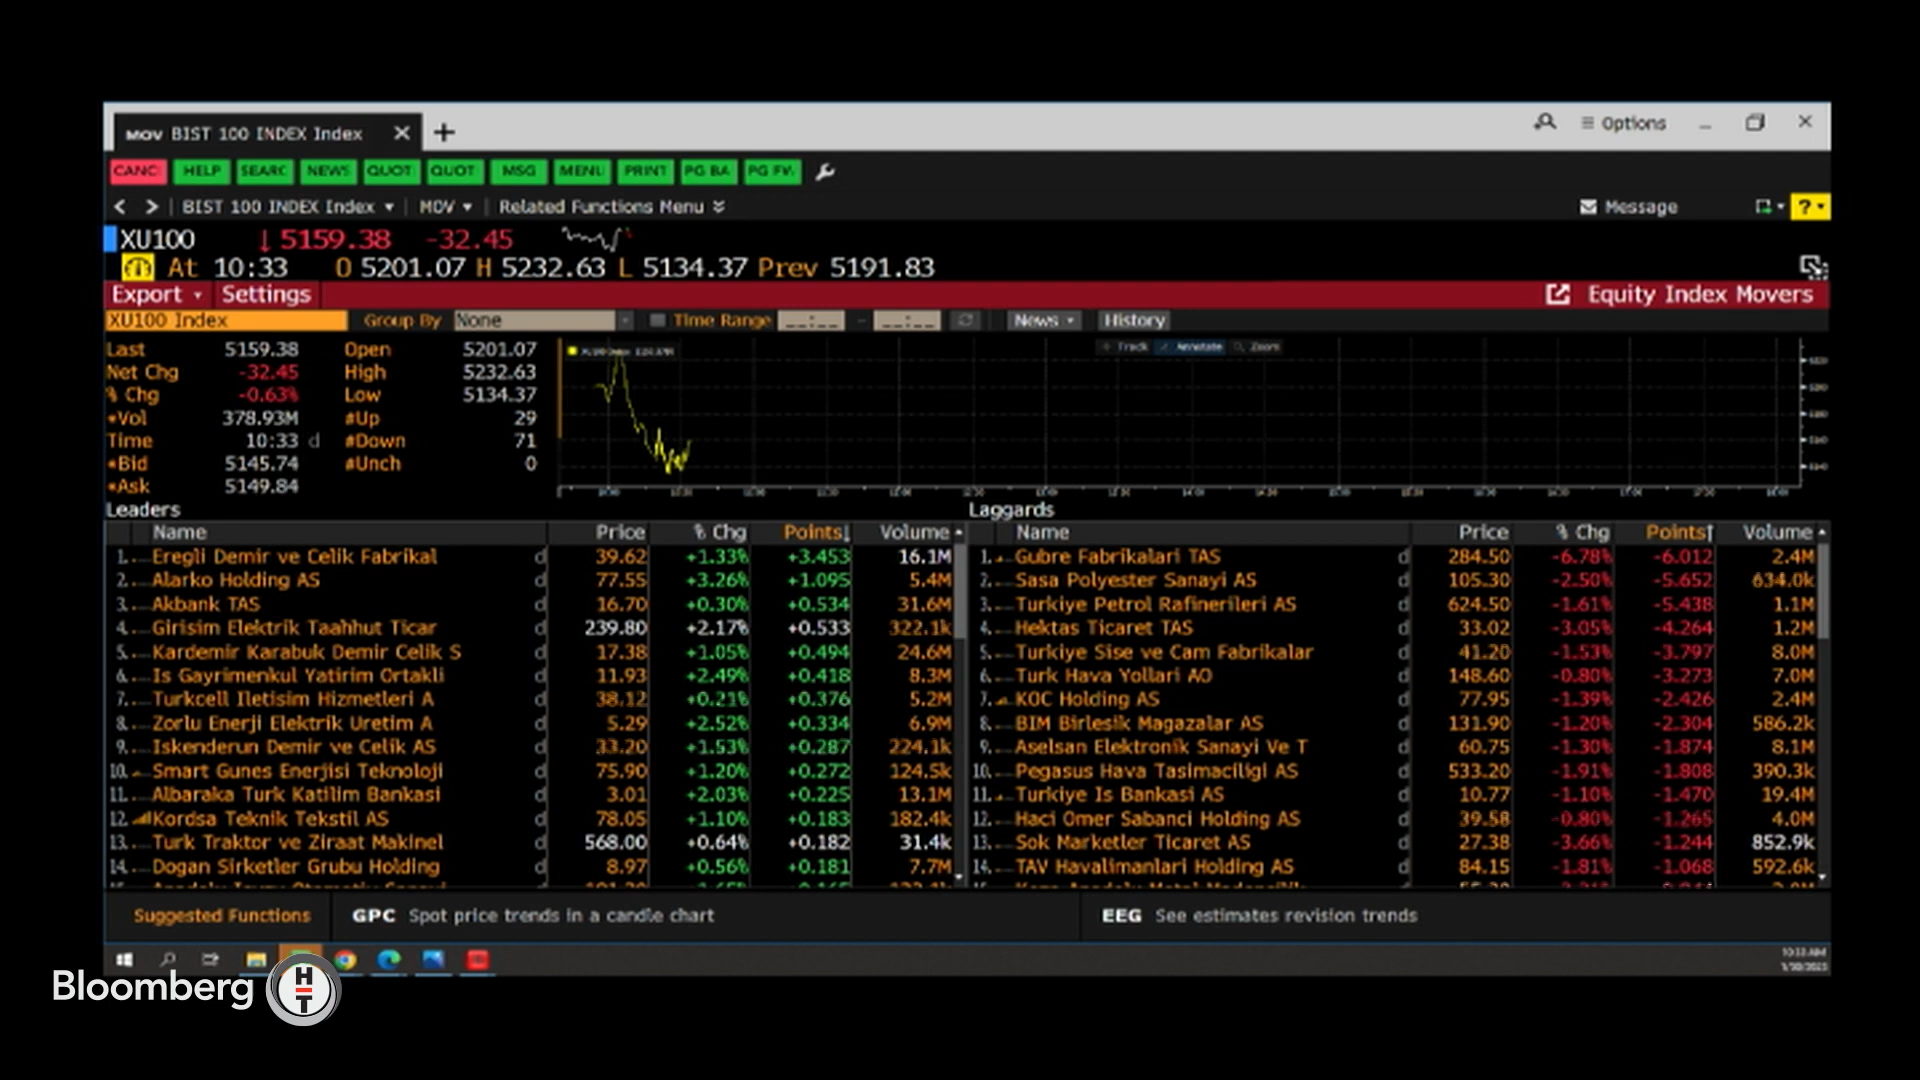 MOV BIST 100 INDEX Index
Options
CANC HELP SEARC NEWS QUOT QUOT MSG MENU PRINT PG BA PG FW
BIST 100 INDEX Index MOV Related Functions Menu Message ?
XU100 ↓ 5159.38 -32.45
At 10:33 O 5201.07 H 5232.63 L 5134.37 Prev 5191.83
Export Settings Equity Index Movers
XU100 Index Group By None Time Range News History
Last 5159.38 Open 5201.07
Track Annotate Zoom
Net Chg -32.45 High 5232.63
% Chg -0.63% Low 5134.37
Vol 378.93M #Up 29
Time 10:33 d #Down 71
Bid 5145.74 #Unch 0
Ask 5149.84
Leaders
Name Price % Chg Points↓ Volume
1. Eregli Demir ve Celik Fabrikal d 39.62 +1.33% +3.453 16.1M
2. Alarko Holding AS d 77.55 +3.26% +1.095 5.4M
3. Akbank TAS d 16.70 +0.30% +0.534 31.6M
4. Girisim Elektrik Taahhut Ticar d 239.80 +2.17% +0.533 322.1k
5. Kardemir Karabuk Demir Celik S d 17.38 +1.05% +0.494 24.6M
6. Is Gayrimenkul Yatirim Ortakli d 11.93 +2.49% +0.418 8.3M
7. Turkcell Iletisim Hizmetleri A d 38.12 +0.21% +0.376 5.2M
8. Zorlu Enerji Elektrik Uretim A d 5.29 +2.52% +0.334 6.9M
9. Iskenderun Demir ve Celik AS d 33.20 +1.53% +0.287 224.1k
10. Smart Gunes Enerjisi Teknoloji d 75.90 +1.20% +0.272 124.5k
11. Albaraka Turk Katilim Bankasi d 3.01 +2.03% +0.225 13.1M
12. Kordsa Teknik Tekstil AS d 78.05 +1.10% +0.183 182.4k
13. Turk Traktor ve Ziraat Makinel d 568.00 +0.64% +0.182 31.4k
14. Dogan Sirketler Grubu Holding d 8.97 +0.56% +0.181 7.7M
Laggards
Name Price % Chg Points↑ Volume
1. Gubre Fabrikalari TAS d 284.50 -6.78% -6.012 2.4M
2. Sasa Polyester Sanayi AS d 105.30 -2.50% -5.652 634.0k
3. Turkiye Petrol Rafinerileri AS d 624.50 -1.61% -5.438 1.1M
4. Hektas Ticaret TAS d 33.02 -3.05% -4.264 1.2M
5. Turkiye Sise ve Cam Fabrikalar d 41.20 -1.53% -3.797 8.0M
6. Turk Hava Yollari AO d 148.60 -0.80% -3.273 7.0M
7. KOC Holding AS d 77.95 -1.39% -2.426 2.4M
8. BIM Birlesik Magazalar AS d 131.90 -1.20% -2.304 586.2k
9. Aselsan Elektronik Sanayi Ve T d 60.75 -1.30% -1.874 8.1M
10. Pegasus Hava Tasimaciligi AS d 533.20 -1.91% -1.808 390.3k
11. Turkiye Is Bankasi AS d 10.77 -1.10% -1.470 19.4M
12. Haci Omer Sabanci Holding AS d 39.58 -0.80% -1.265 4.0M
13. Sok Marketler Ticaret AS d 27.38 -3.66% -1.244 852.9k
14. TAV Havalimanlari Holding AS d 84.15 -1.81% -1.068 592.6k
Suggested Functions GPC Spot price trends in a candle chart EEG See estimates revision trends
10:33 AM
Bloomberg HT